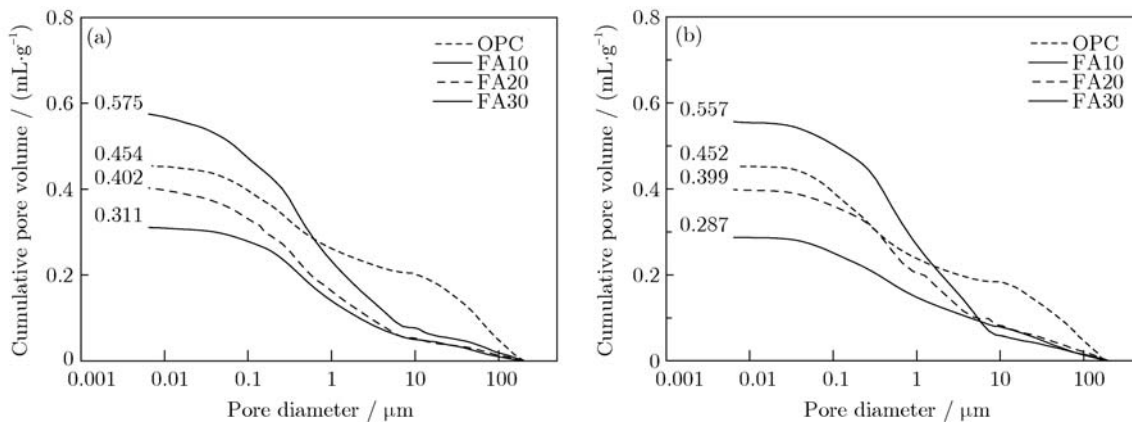 (a)
Cumulative pore volume / (mL·g⁻¹)
0.8
0.6
0.4
0.2
0
OPC
FA10
FA20
FA30
0.575
0.454
0.402
0.311
0.001 0.01 0.1 1 10 100
Pore diameter / μm
(b)
Cumulative pore volume / (mL·g⁻¹)
0.8
0.6
0.4
0.2
0
OPC
FA10
FA20
FA30
0.557
0.452
0.399
0.287
0.001 0.01 0.1 1 10 100
Pore diameter / μm